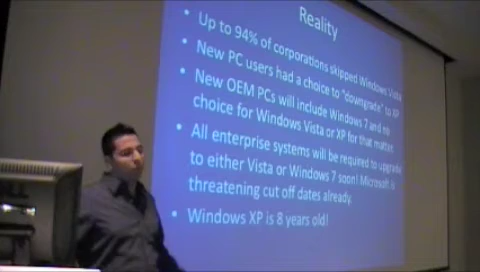 Reality
• Up to 94% of corporations skipped Windows Vista
• New PC users had a choice to "downgrade" to XP
• New OEM PCs will include Windows 7 and no
choice for Windows Vista or XP for that matter.
• All enterprise systems will be required to upgrade
to either Vista or Windows 7 soon! Microsoft is
threatening cut off dates already.
• Windows XP is 8 years old!
DELL